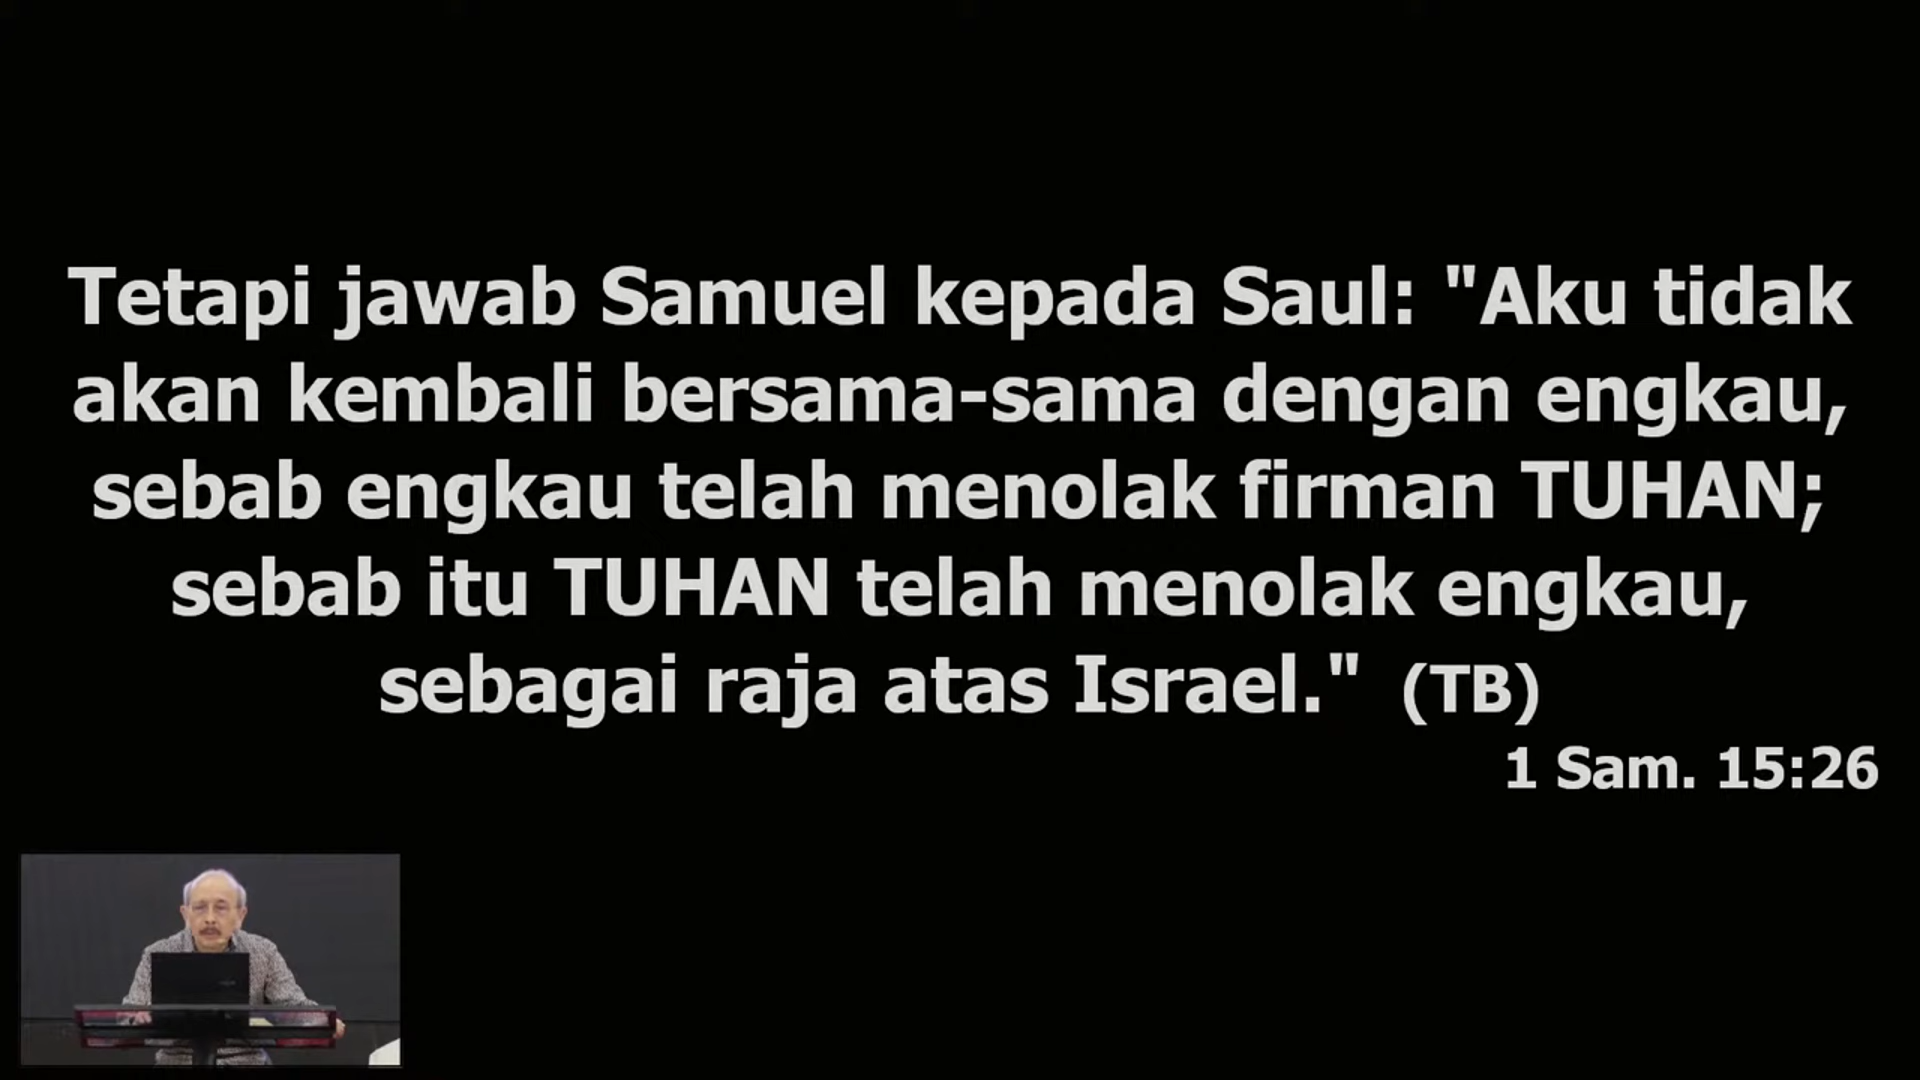 Tetapi jawab Samuel kepada Saul: "Aku tidak
akan kembali bersama-sama dengan engkau,
sebab engkau telah menolak firman TUHAN;
sebab itu TUHAN telah menolak engkau,
sebagai raja atas Israel." (TB)
1 Sam. 15:26